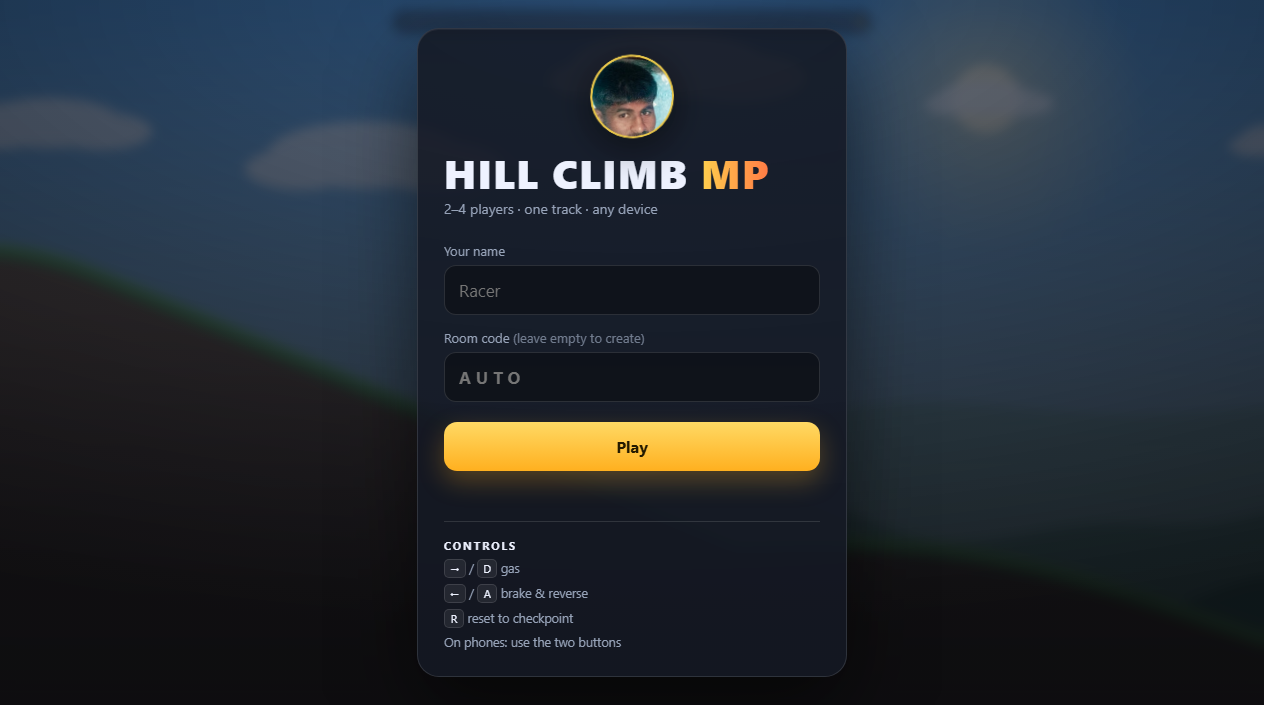 HILL CLIMB MP
2–4 players · one track · any device
Your name
Racer
Room code (leave empty to create)
AUTO
Play
CONTROLS
→ / D gas
← / A brake & reverse
R reset to checkpoint
On phones: use the two buttons